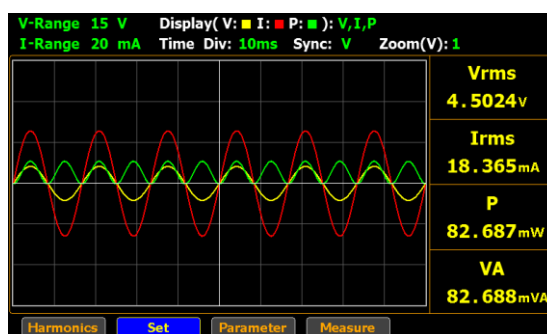 V-Range 15 V Display( V: I: P: ): V,I,P
I-Range 20 mA Time Div: 10ms Sync: V Zoom(V): 1
Vrms
4.5024V
Irms
18.365mA
P
82.687mW
VA
82.688mVA
Harmonics Set Parameter Measure